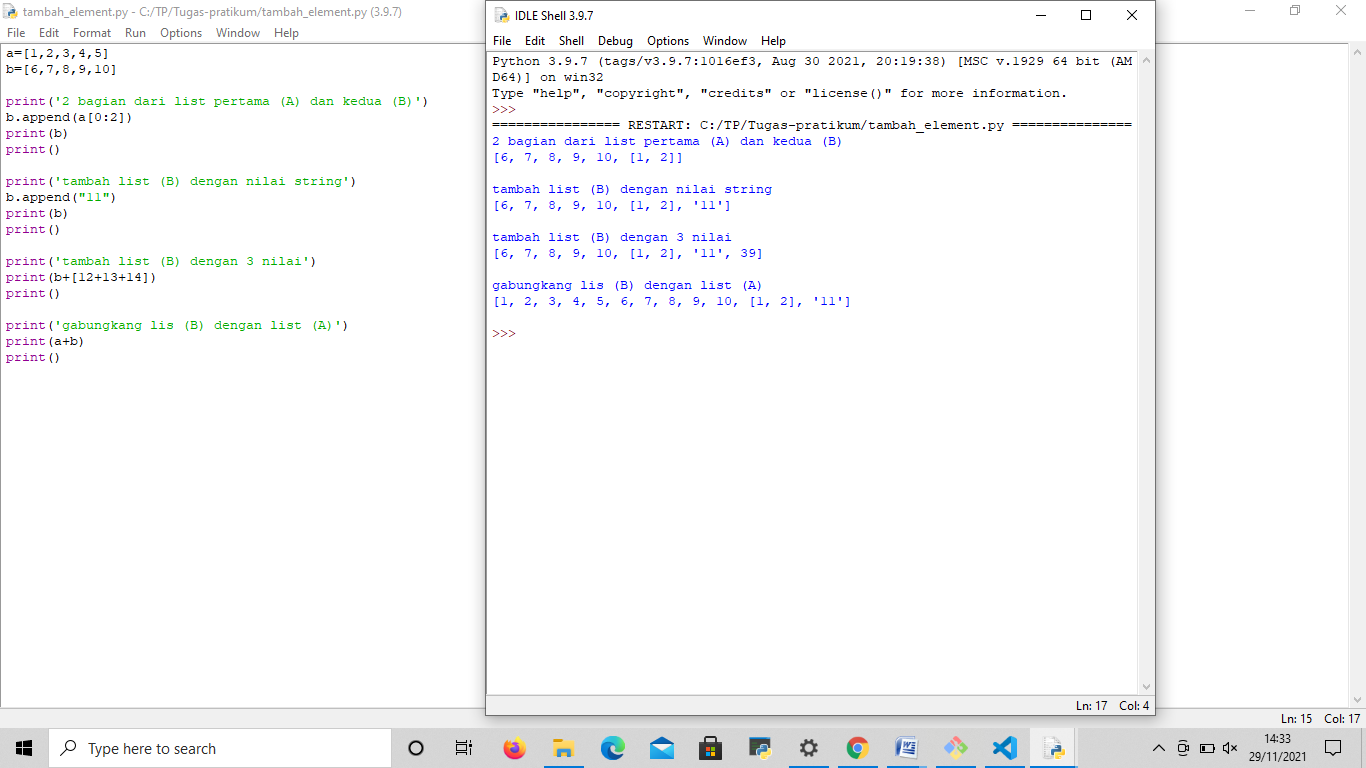 tambah_element.py - C:/TP/Tugas-pratikum/tambah_element.py (3.9.7)
File Edit Format Run Options Window Help
a=[1,2,3,4,5]
b=[6,7,8,9,10]
print('2 bagian dari list pertama (A) dan kedua (B)')
b.append(a[0:2])
print(b)
print()
print('tambah list (B) dengan nilai string')
b.append("11")
print(b)
print()
print('tambah list (B) dengan 3 nilai')
print(b+[12+13+14])
print()
print('gabungkang lis (B) dengan list (A)')
print(a+b)
print()
IDLE Shell 3.9.7
File Edit Shell Debug Options Window Help
Python 3.9.7 (tags/v3.9.7:1016ef3, Aug 30 2021, 20:19:38) [MSC v.1929 64 bit (AM
D64)] on win32
Type "help", "copyright", "credits" or "license()" for more information.
>>>
================ RESTART: C:/TP/Tugas-pratikum/tambah_element.py ===============
2 bagian dari list pertama (A) dan kedua (B)
[6, 7, 8, 9, 10, [1, 2]]
tambah list (B) dengan nilai string
[6, 7, 8, 9, 10, [1, 2], '11']
tambah list (B) dengan 3 nilai
[6, 7, 8, 9, 10, [1, 2], '11', 39]
gabungkang lis (B) dengan list (A)
[1, 2, 3, 4, 5, 6, 7, 8, 9, 10, [1, 2], '11']
>>>
Ln: 17 Col: 4
Ln: 15 Col: 17
Type here to search
14:33
29/11/2021